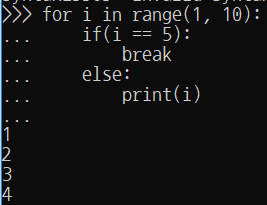 >>> for i in range(1, 10):
...     if(i == 5):
...         break
...     else:
...         print(i)
...
1
2
3
4